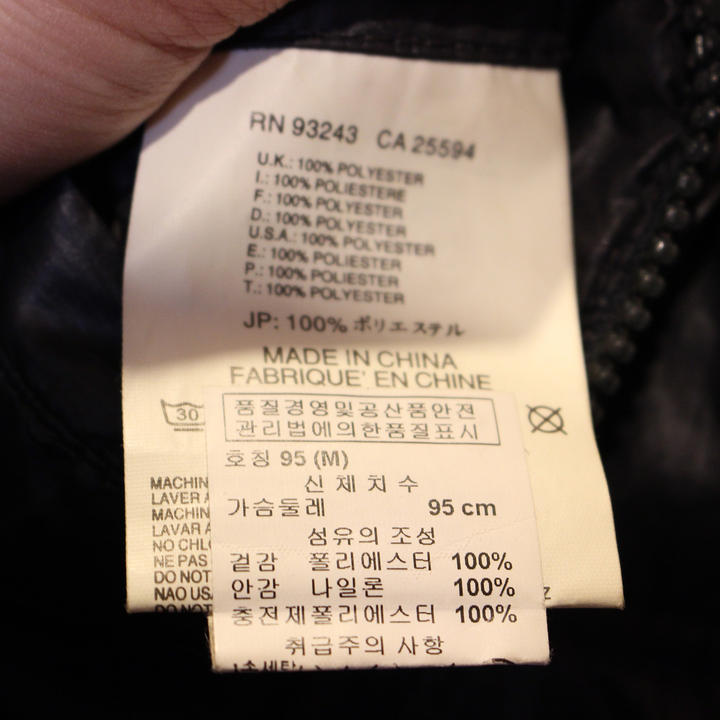 RN 93243 CA 25594
U.K.: 100% POLYESTER
I.: 100% POLIESTERE
F.: 100% POLYESTER
D.: 100% POLYESTER
U.S.A.: 100% POLYESTER
E.: 100% POLIESTER
P.: 100% POLIESTER
T.: 100% POLYESTER
JP: 100% ポリエステル
MADE IN CHINA
FABRIQUE' EN CHINE
30
품질경영및공산품안전
관리법에의한품질표시
호칭 95 (M)
신체치수
가슴둘레 95 cm
섬유의 조성
겉감 폴리에스터 100%
안감 나일론 100%
충전제폴리에스터 100%
취급주의 사항
손세탁
MACHIN
LAVER A
MACHIN
LAVAR A
NO CHLO
NE PAS
DO NOT
NAO USA
DO NOT
Z